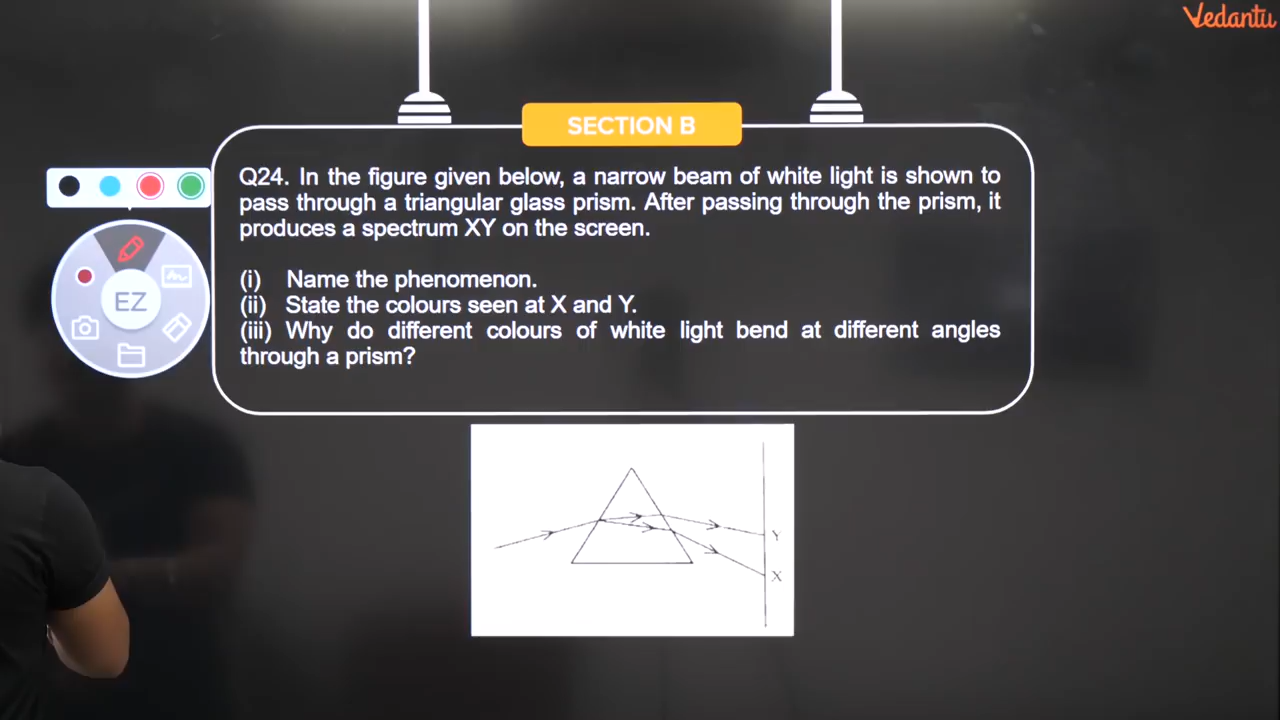 Vedantu
SECTION B
Q24. In the figure given below, a narrow beam of white light is shown to
pass through a triangular glass prism. After passing through the prism, it
produces a spectrum XY on the screen.
(i) Name the phenomenon.
(ii) State the colours seen at X and Y.
(iii) Why do different colours of white light bend at different angles
through a prism?
EZ
Y
X